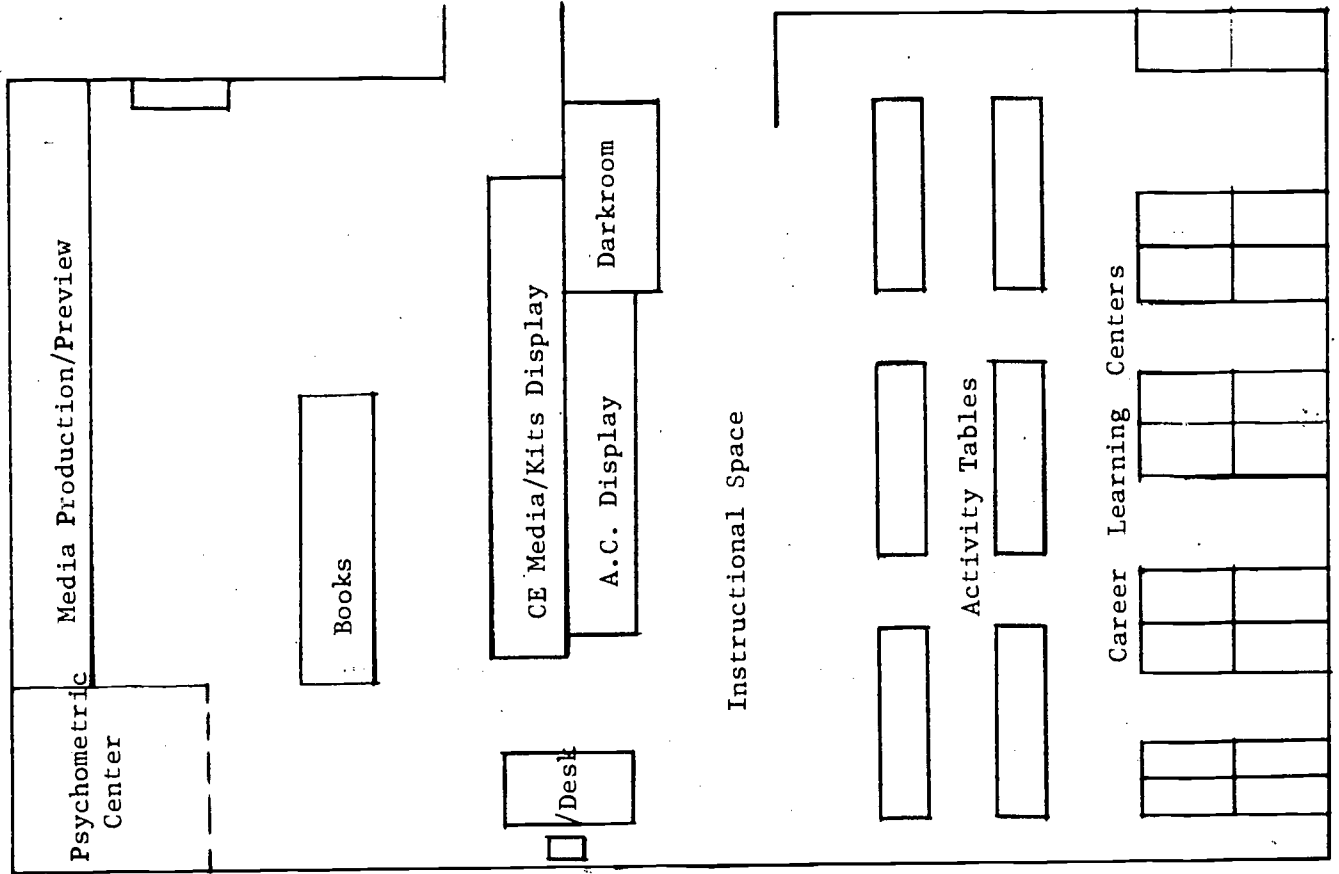 Psychometric
Center
Media Production/Preview
Books
/Desk
CE Media/Kits Display
A.C. Display
Darkroom
Instructional Space
Activity Tables
Career Learning Centers